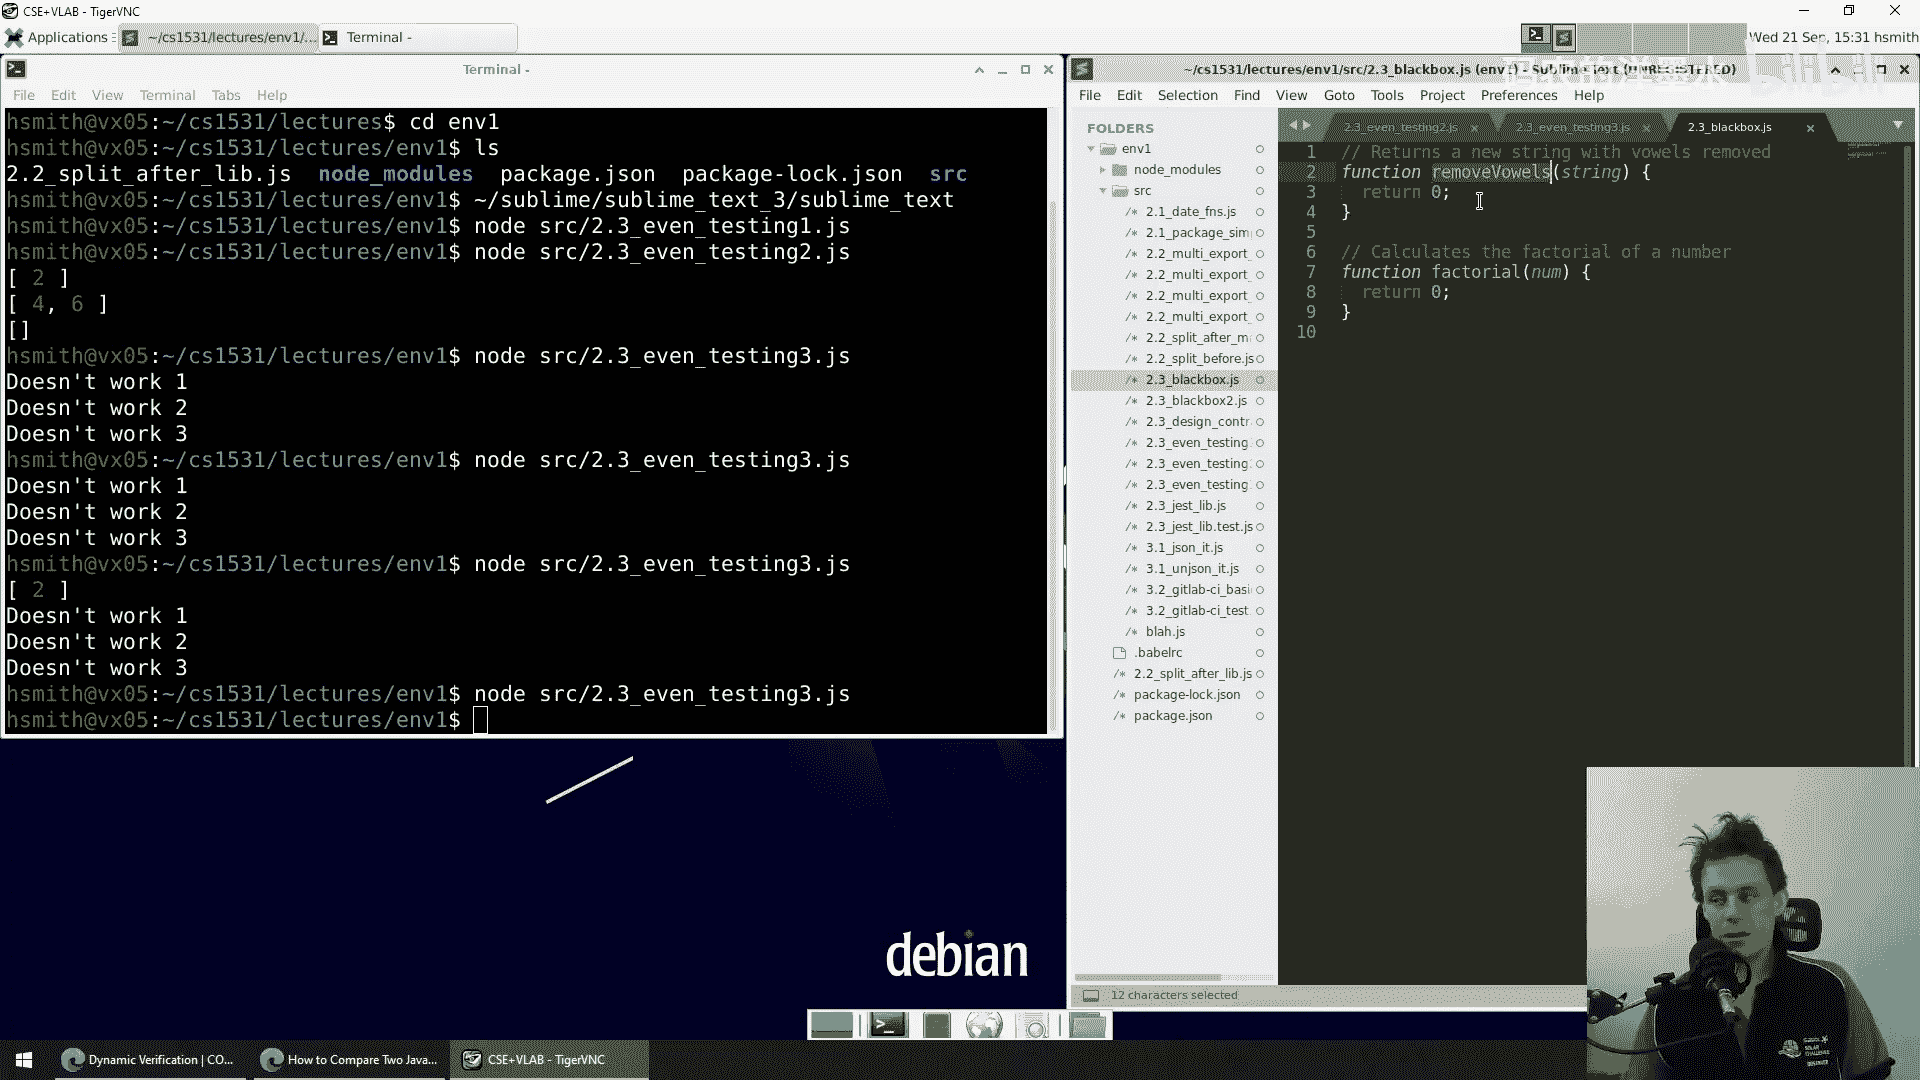 CSE+VLAB - TigerVNC
Applications
~/cs1531/lectures/env1/...
Terminal -
Wed 21 Sep, 15:31 hsmith
Terminal -
File Edit View Terminal Tabs Help
hsmith@vx05:~/cs1531/lectures$ cd env1
hsmith@vx05:~/cs1531/lectures/env1$ ls
2.2_split_after_lib.js node_modules package.json package-lock.json src
hsmith@vx05:~/cs1531/lectures/env1$ ~/sublime/sublime_text_3/sublime_text
hsmith@vx05:~/cs1531/lectures/env1$ node src/2.3_even_testing1.js
hsmith@vx05:~/cs1531/lectures/env1$ node src/2.3_even_testing2.js
[ 2 ]
[ 4, 6 ]
[]
hsmith@vx05:~/cs1531/lectures/env1$ node src/2.3_even_testing3.js
Doesn't work 1
Doesn't work 2
Doesn't work 3
hsmith@vx05:~/cs1531/lectures/env1$ node src/2.3_even_testing3.js
Doesn't work 1
Doesn't work 2
Doesn't work 3
hsmith@vx05:~/cs1531/lectures/env1$ node src/2.3_even_testing3.js
[ 2 ]
Doesn't work 1
Doesn't work 2
Doesn't work 3
hsmith@vx05:~/cs1531/lectures/env1$ node src/2.3_even_testing3.js
hsmith@vx05:~/cs1531/lectures/env1$
~/cs1531/lectures/env1/src/2.3_blackbox.js (env1) - Sublime Text (UNREGISTERED)
File Edit Selection Find View Goto Tools Project Preferences Help
FOLDERS
env1
node_modules
src
/* 2.1_date_fns.js
/* 2.1_package_sim
/* 2.2_multi_export_
/* 2.2_multi_export_
/* 2.2_multi_export_
/* 2.2_multi_export_
/* 2.2_split_after_m
/* 2.2_split_before.js
/* 2.3_blackbox.js
/* 2.3_blackbox2.js
/* 2.3_design_contr
/* 2.3_even_testing
/* 2.3_even_testing
/* 2.3_even_testing
/* 2.3_jest_lib.js
/* 2.3_jest_lib.test.js
/* 3.1_json_it.js
/* 3.1_unjson_it.js
/* 3.2_gitlab-ci_basi
/* 3.2_gitlab-ci_test
/* blah.js
.babelrc
/* 2.2_split_after_lib.js
/* package-lock.json
/* package.json
2.3_even_testing2.js
2.3_even_testing3.js
2.3_blackbox.js
1 // Returns a new string with vowels removed
2 function removeVowels(string) {
3 return 0;
4 }
5
6 // Calculates the factorial of a number
7 function factorial(num) {
8 return 0;
9 }
10
12 characters selected
debian
Dynamic Verification | CO...
How to Compare Two Java...
CSE+VLAB - TigerVNC